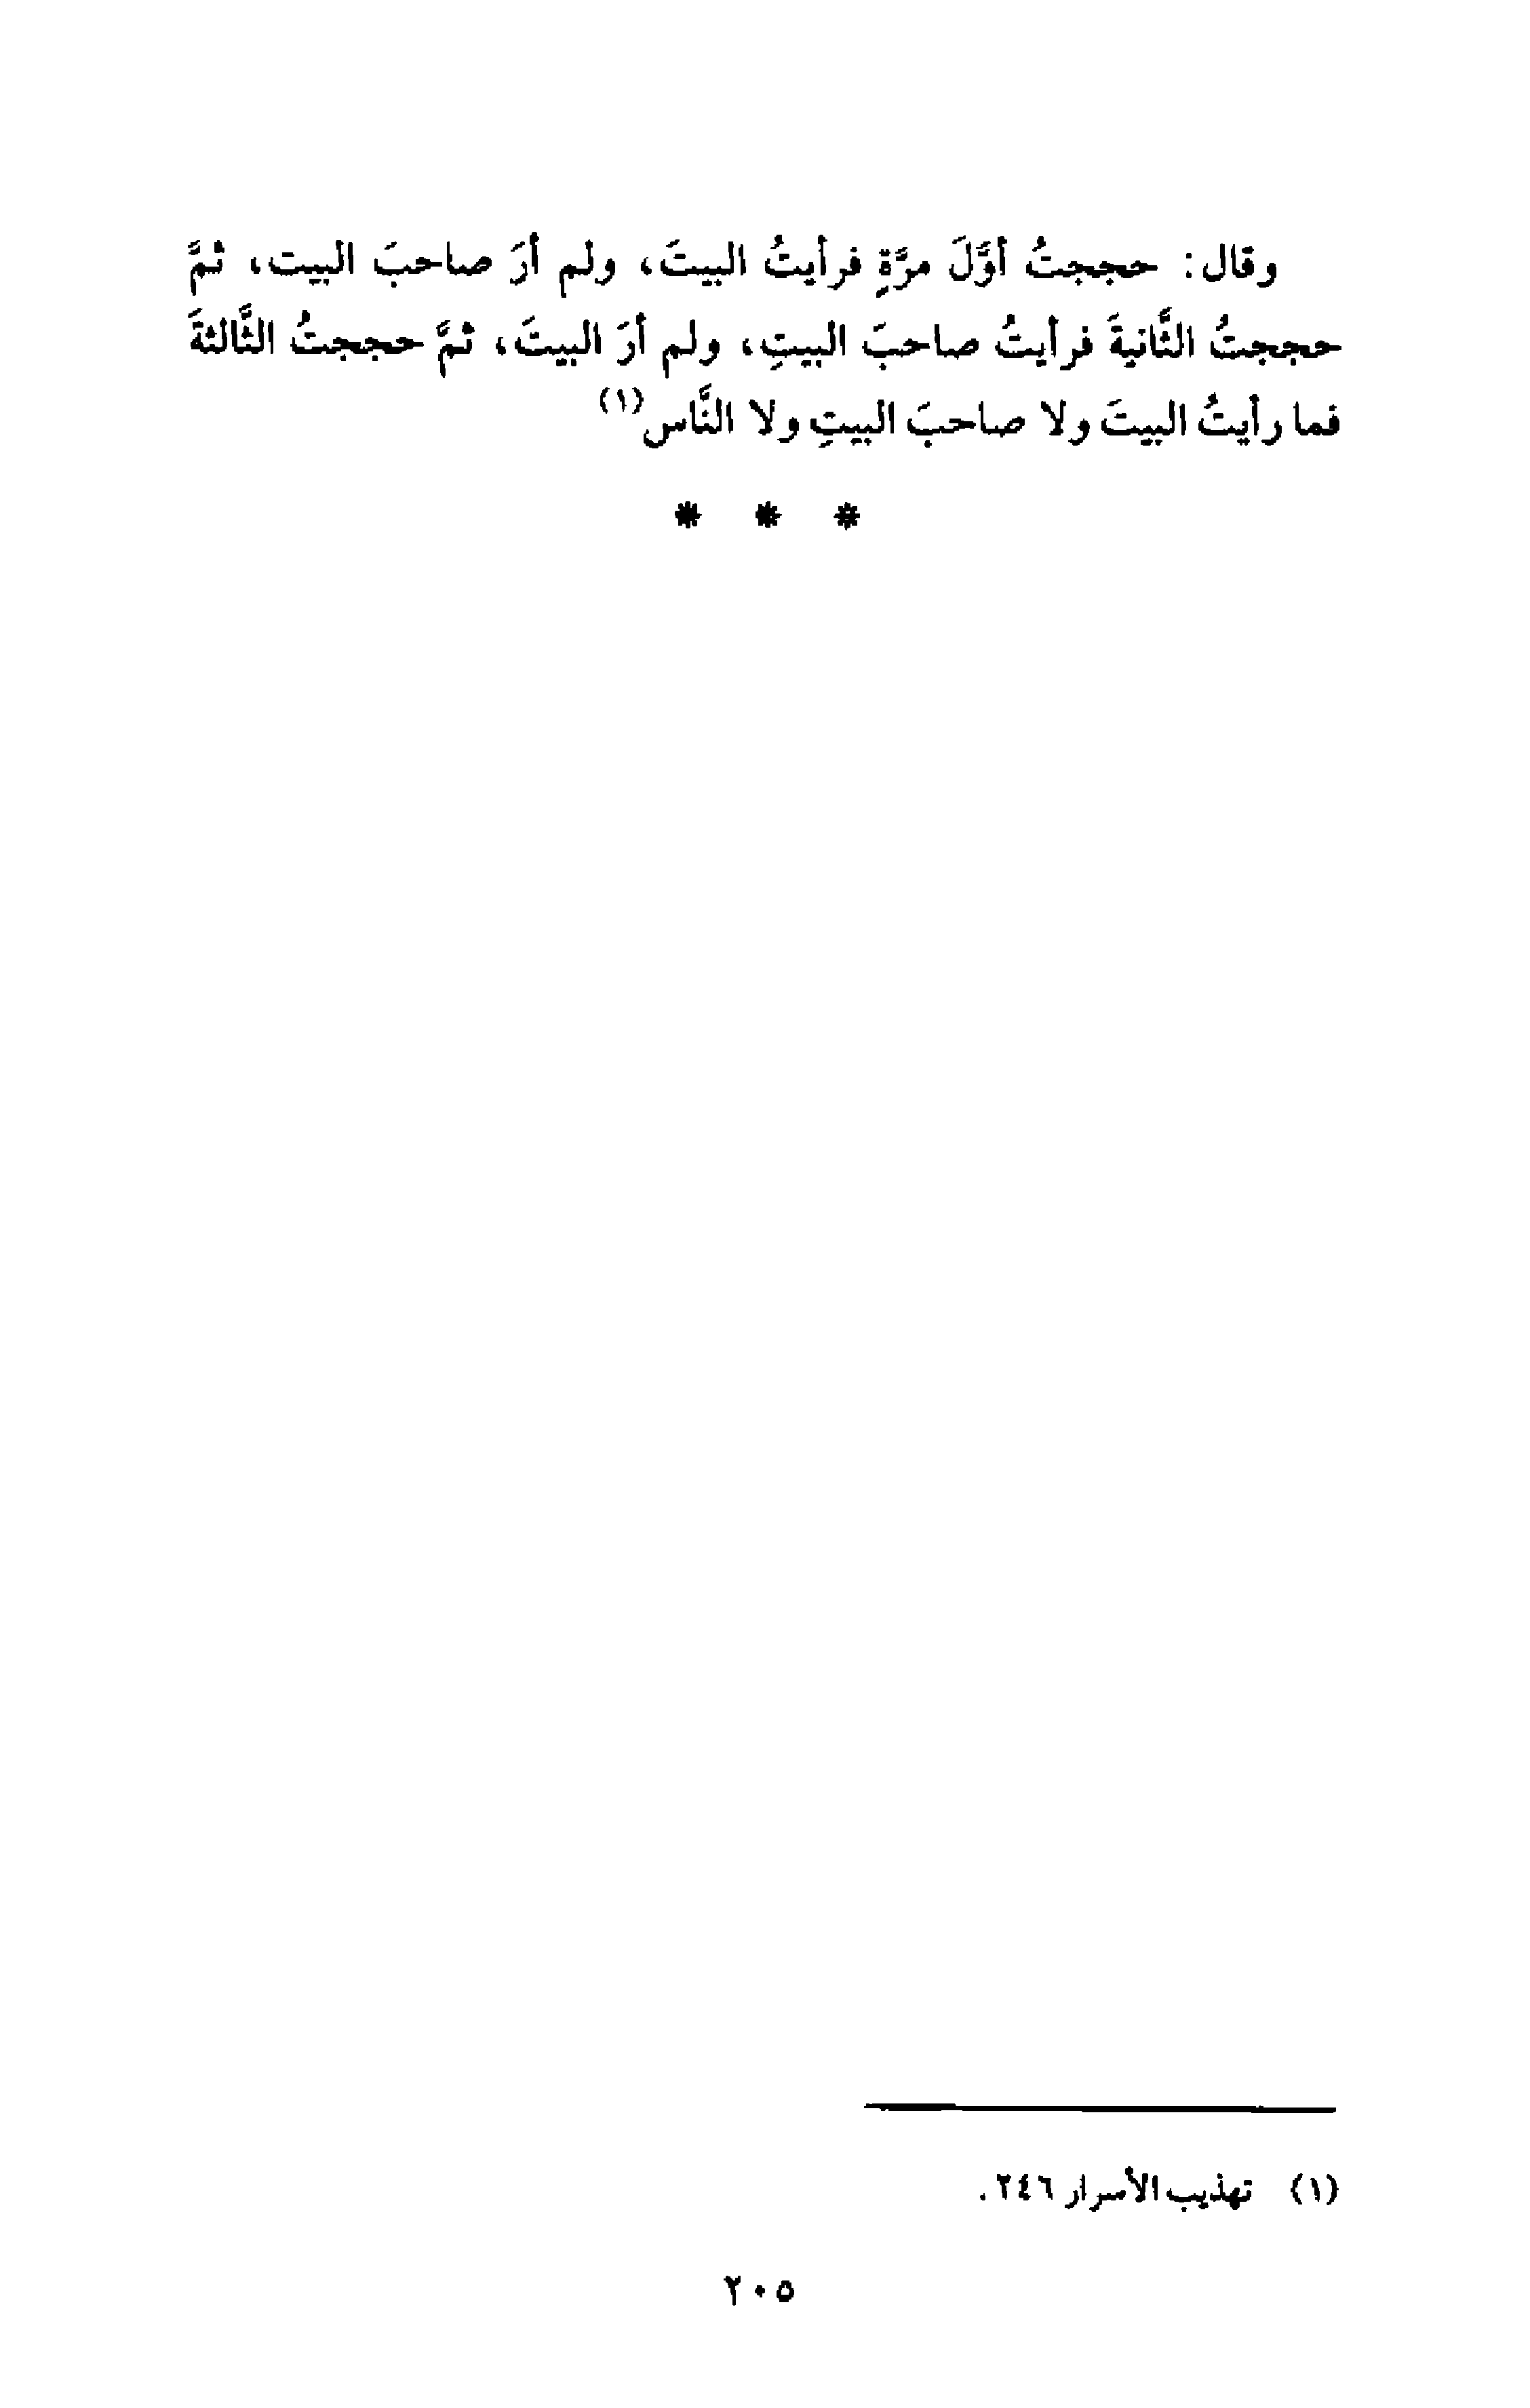 وقال: حججتُ أوَّلَ مرَّةٍ فرأيتُ البيتَ، ولم أرَ صاحبَ البيت، ثمَّ
حججتُ الثَّانيةَ فرأيتُ صاحبَ البيتِ، ولم أرَ البيتَ، ثمَّ حججتُ الثَّالثةَ
فما رأيتُ البيتَ ولا صاحبَ البيتِ ولا النَّاس(١)
* * *
(١) تهذيب الأسرار ٢٤٦.
٢٠٥